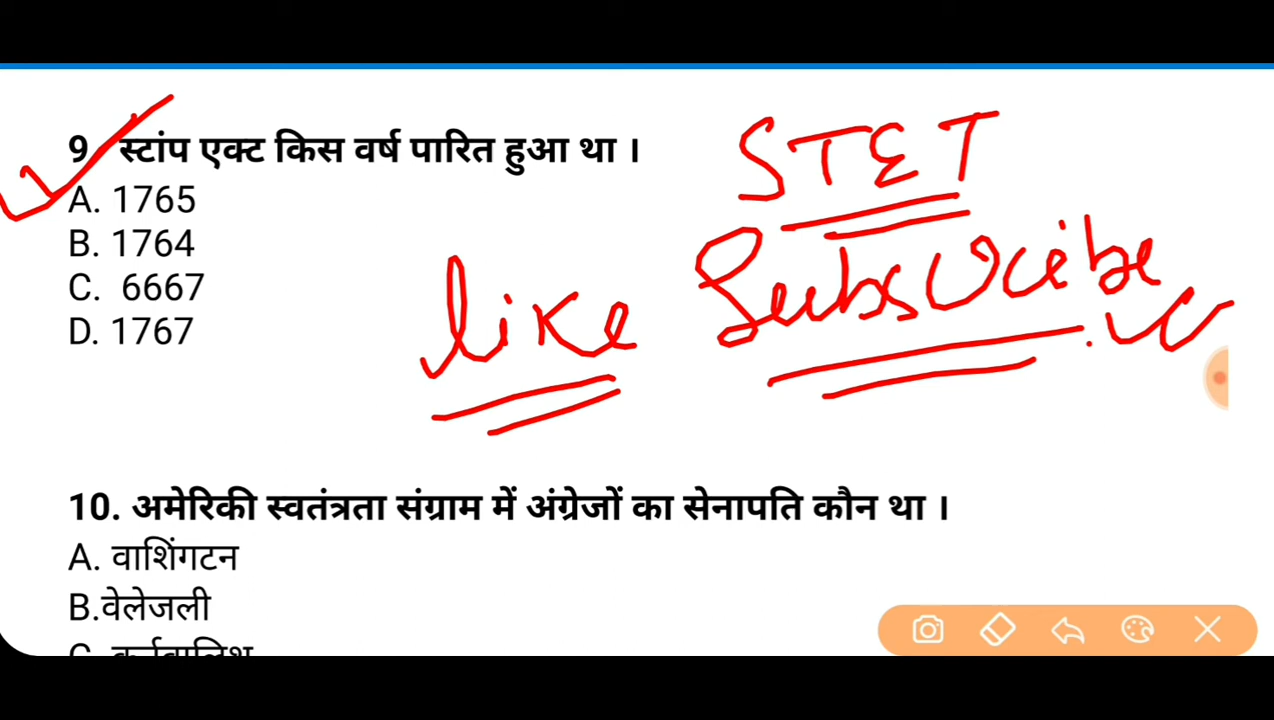 9 स्टांप एक्ट किस वर्ष पारित हुआ था ।
A. 1765
B. 1764
C. 6667
D. 1767
STET
Subscribe
like
10. अमेरिकी स्वतंत्रता संग्राम में अंग्रेजों का सेनापति कौन था ।
A. वाशिंगटन
B.वेलेजली